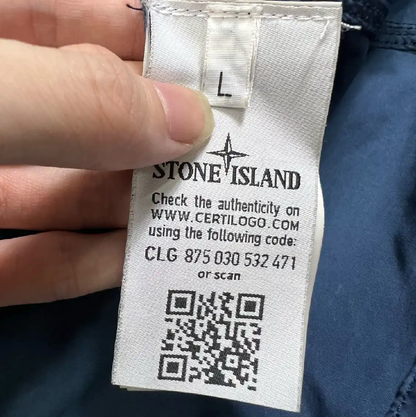 L
STONE ISLAND
Check the authenticity on
WWW.CERTILOGO.COM
using the following code:
CLG 875 030 532 471
or scan